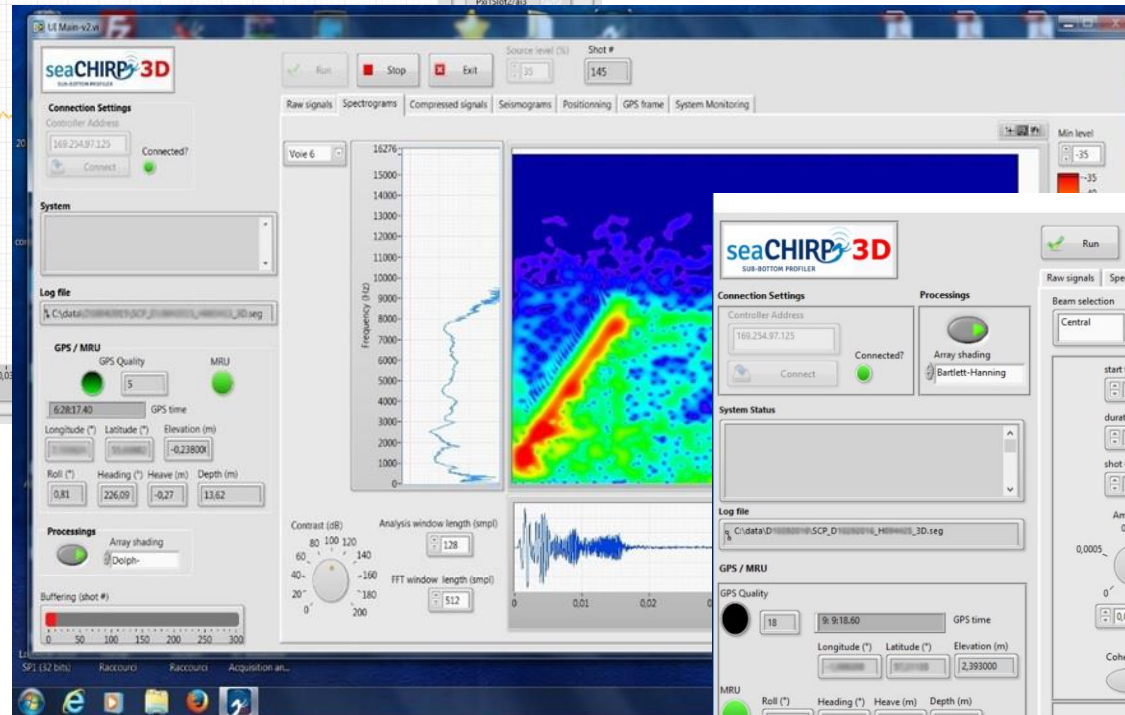 Pxi1Slot2/ai3
UI Main-v2.vi
seaCHIRP 3D
SUB-BOTTOM PROFILER
Run
Stop
Exit
Source level (%)
35
Shot #
145
Raw signals Spectrograms Compressed signals Seismograms Positionning GPS frame System Monitoring
Connection Settings
Controller Address
169.254.97.125
Connected?
Connect
Voie 6
16276
15000
14000
13000
12000
11000
10000
9000
8000
7000
6000
5000
4000
3000
2000
1000
0
Frequency (Hz)
Min level
-35
-35
System
Log file
GPS / MRU
GPS Quality
MRU
5
6:28:17.40 GPS time
Longitude (°) Latitude (°) Elevation (m)
Roll (°) Heading (°) Heave (m) Depth (m)
0,81 226,09 -0,27 13,62
Processings
Array shading
Dolph-
Buffering (shot #)
0 50 100 150 200 250 300
Contrast (dB)
0 20 40 60 80 100 120 140 160 180 200
Analysis window length (smpl)
128
FFT window length (smpl)
512
0 0,01 0,02
SP1 (32 bits) Raccourci Raccourci Acquisition an...
seaCHIRP 3D
SUB-BOTTOM PROFILER
Run
Raw signals
Connection Settings
Controller Address
169.254.97.125
Connected?
Connect
Processings
Array shading
Bartlett-Hanning
Beam selection
Central
System Status
Log file
GPS / MRU
GPS Quality
18
9: 9:18.60 GPS time
Longitude (°) Latitude (°) Elevation (m)
2,393000
MRU
Roll (°) Heading (°) Heave (m) Depth (m)
0,0005
0